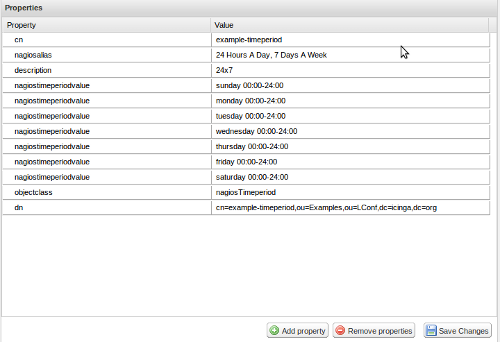 Properties
Property Value
cn example-timeperiod
nagiosalias 24 Hours A Day, 7 Days A Week
description 24x7
nagiostimeperiodvalue sunday 00:00-24:00
nagiostimeperiodvalue monday 00:00-24:00
nagiostimeperiodvalue tuesday 00:00-24:00
nagiostimeperiodvalue wednesday 00:00-24:00
nagiostimeperiodvalue thursday 00:00-24:00
nagiostimeperiodvalue friday 00:00-24:00
nagiostimeperiodvalue saturday 00:00-24:00
objectclass nagiosTimeperiod
dn cn=example-timeperiod,ou=Examples,ou=LConf,dc=icinga,dc=org
Add property Remove properties Save Changes